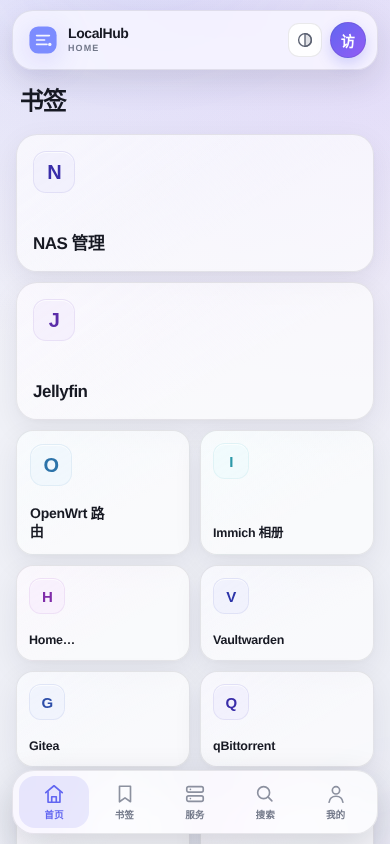 LocalHub
HOME
访
书签
N
NAS 管理
J
Jellyfin
O
OpenWrt 路
由
I
Immich 相册
H
Home…
V
Vaultwarden
G
Gitea
Q
qBittorrent
首页
书签
服务
搜索
我的